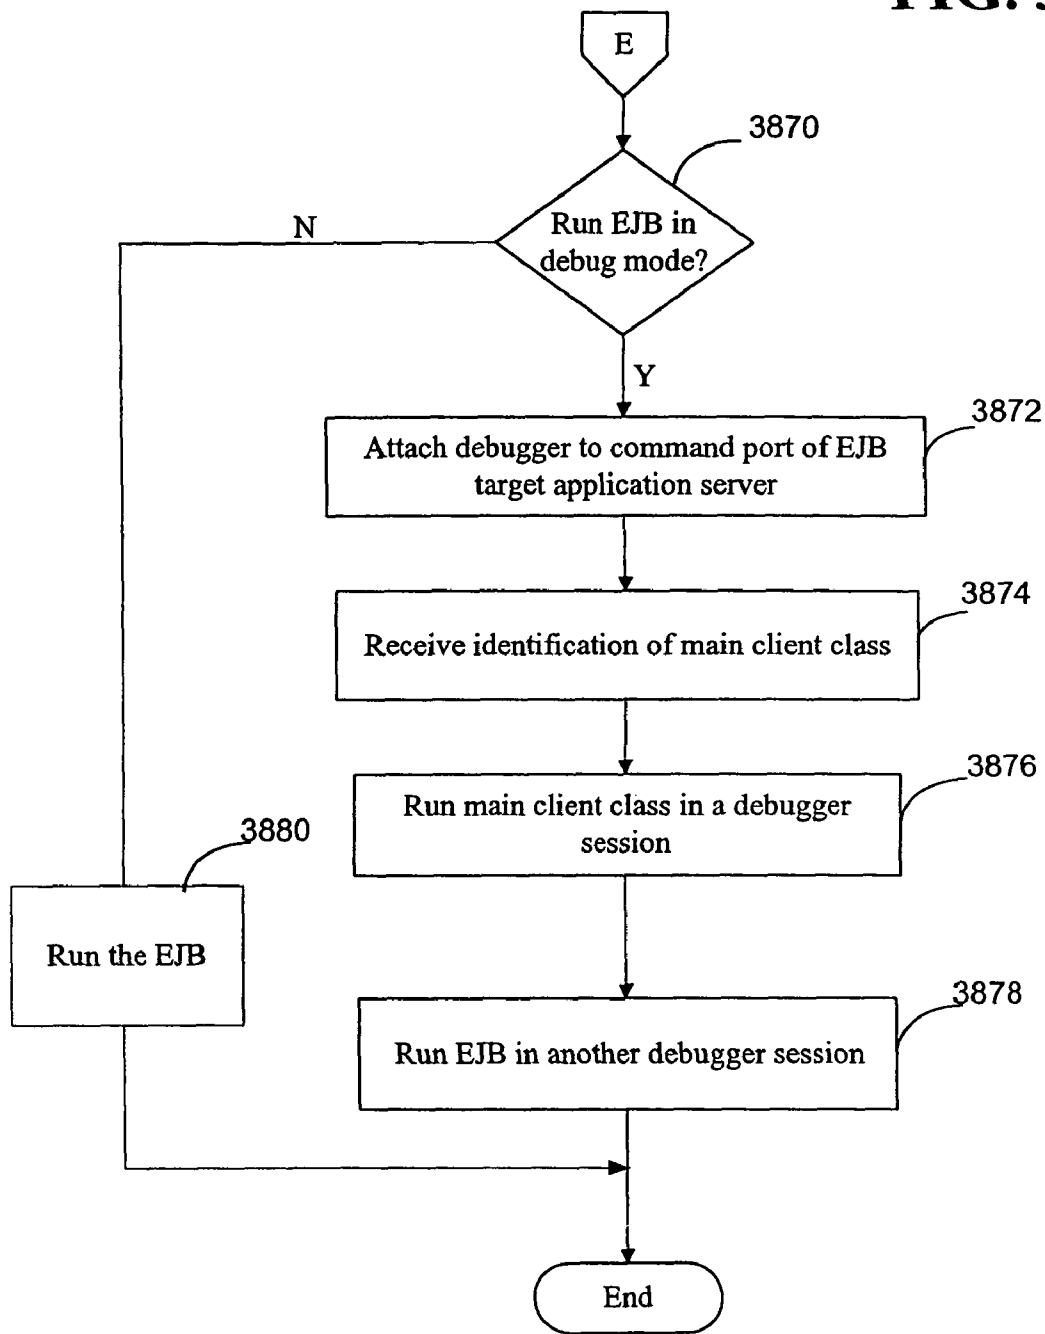 FIG. 3
E
3870
Run EJB in
debug mode?
N
Y
3872
Attach debugger to command port of EJB
target application server
3874
Receive identification of main client class
3876
Run main client class in a debugger
session
3880
Run the EJB
3878
Run EJB in another debugger session
End